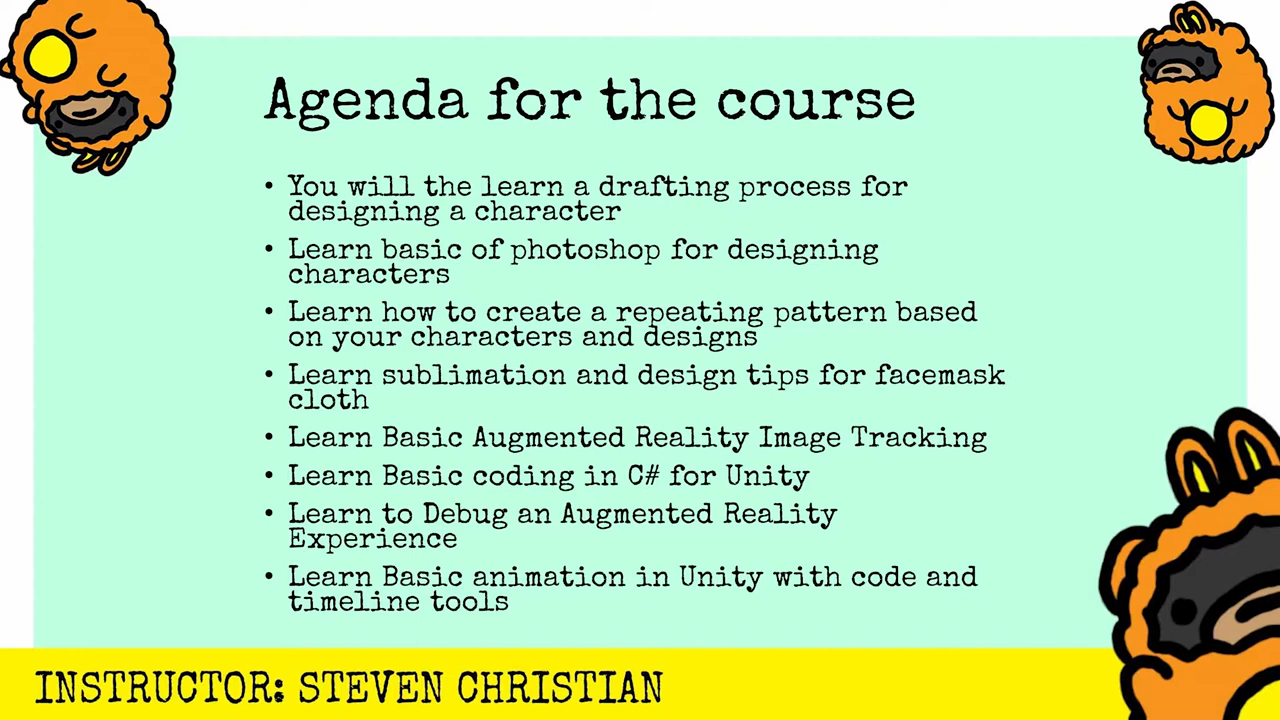 Agenda for the course
• You will the learn a drafting process for
designing a character
• Learn basic of photoshop for designing
characters
• Learn how to create a repeating pattern based
on your characters and designs
• Learn sublimation and design tips for facemask
cloth
• Learn Basic Augmented Reality Image Tracking
• Learn Basic coding in C# for Unity
• Learn to Debug an Augmented Reality
Experience
• Learn Basic animation in Unity with code and
timeline tools
INSTRUCTOR: STEVEN CHRISTIAN